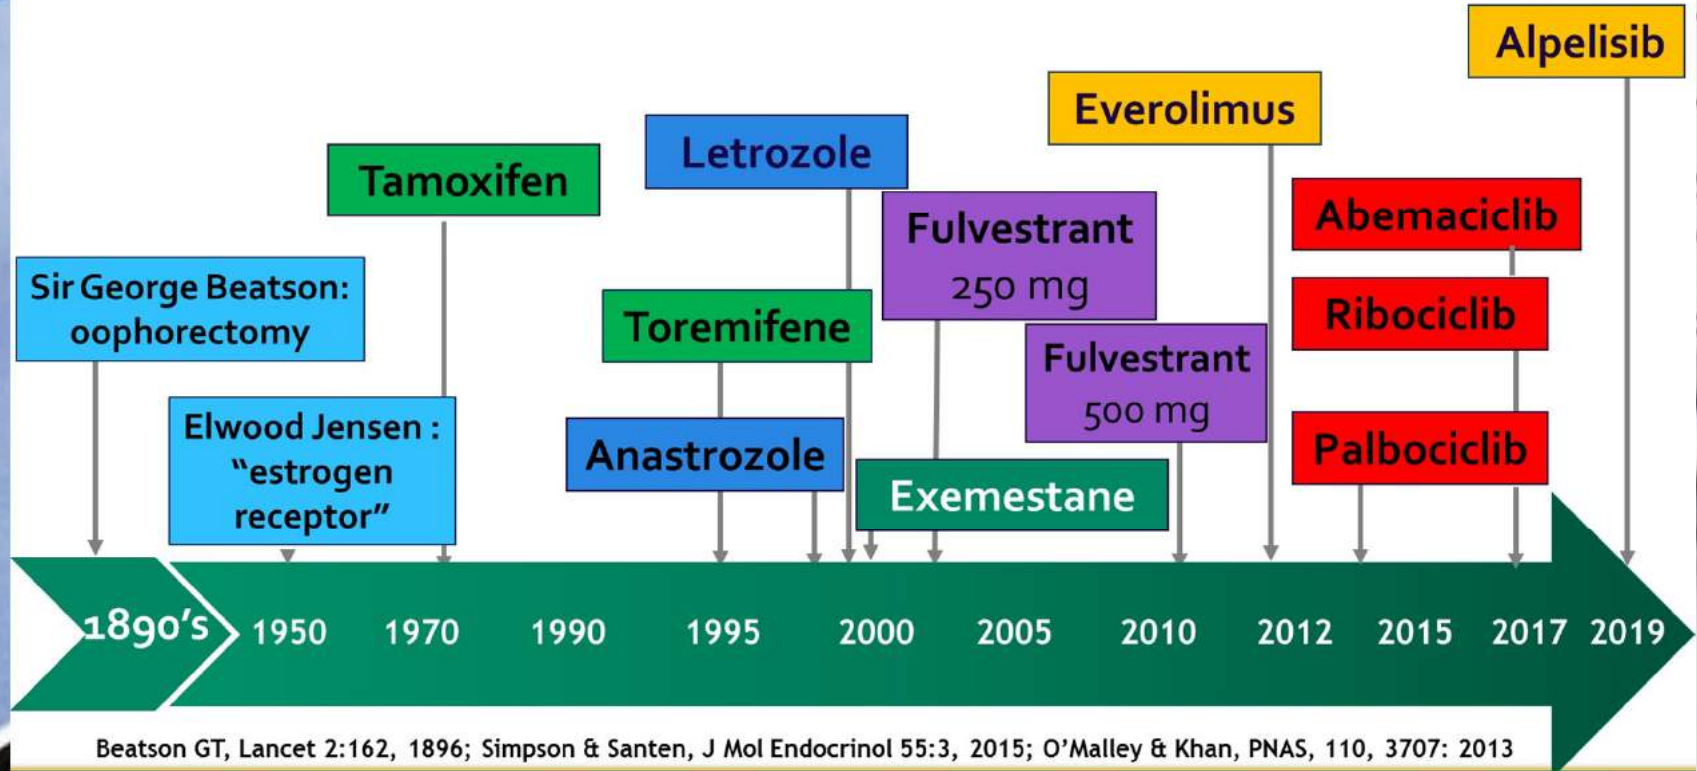 Alpelisib
Everolimus
Letrozole
Tamoxifen
Abemaciclib
Fulvestrant
250 mg
Sir George Beatson:
oophorectomy
Ribociclib
Toremifene
Fulvestrant
500 mg
Elwood Jensen :
“estrogen
receptor”
Palbociclib
Anastrozole
Exemestane
1890’s 1950 1970 1990 1995 2000 2005 2010 2012 2015 2017 2019
Beatson GT, Lancet 2:162, 1896; Simpson & Santen, J Mol Endocrinol 55:3, 2015; O’Malley & Khan, PNAS, 110, 3707: 2013